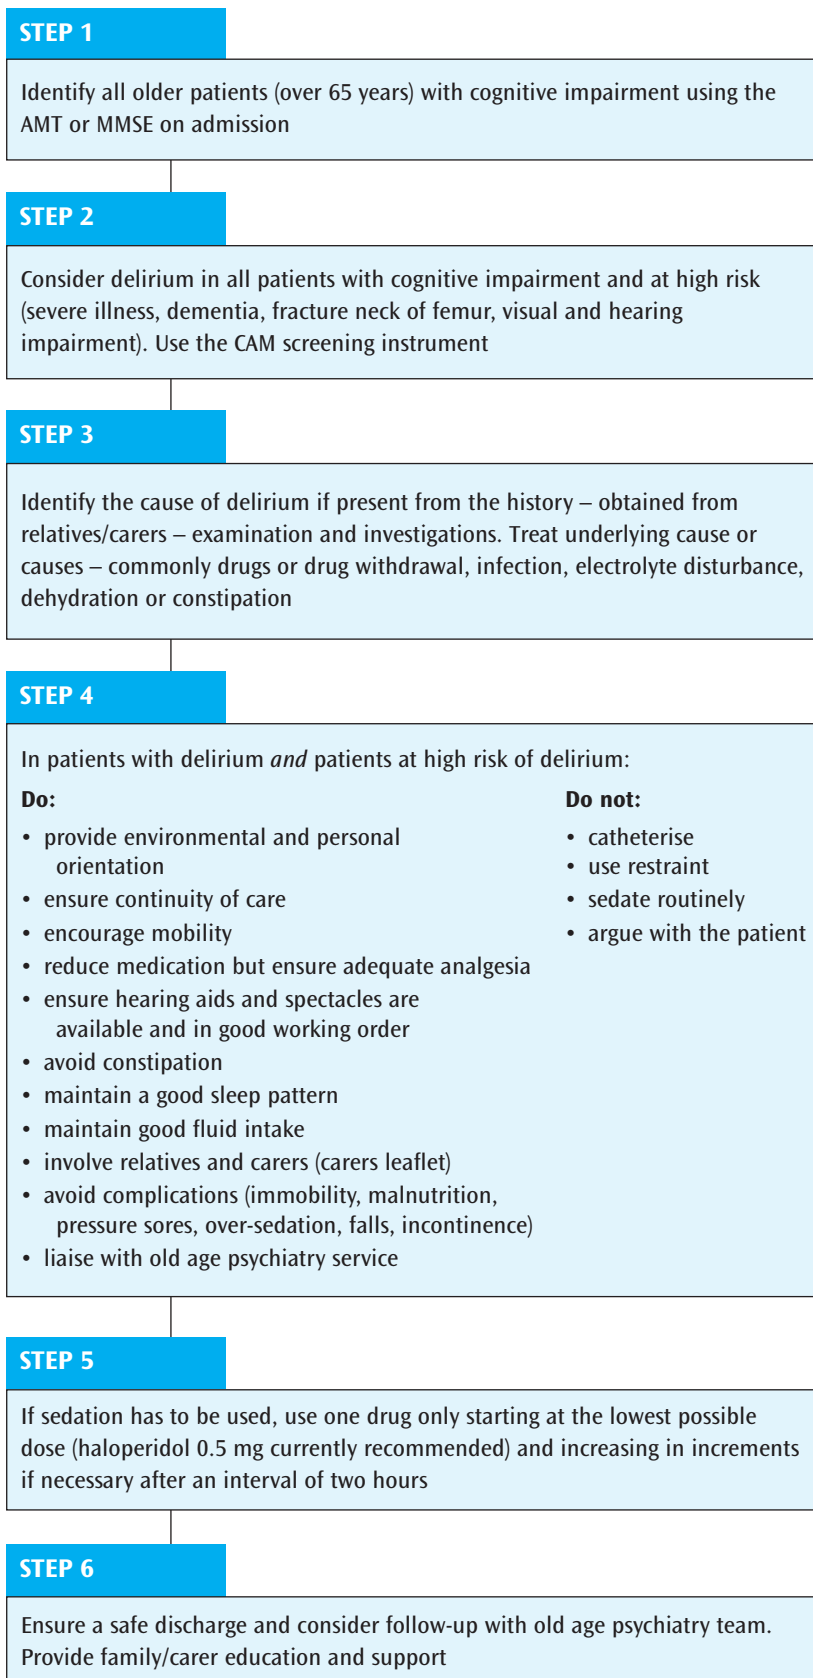 STEP 1
Identify all older patients (over 65 years) with cognitive impairment using the
AMT or MMSE on admission
STEP 2
Consider delirium in all patients with cognitive impairment and at high risk
(severe illness, dementia, fracture neck of femur, visual and hearing
impairment). Use the CAM screening instrument
STEP 3
Identify the cause of delirium if present from the history – obtained from
relatives/carers – examination and investigations. Treat underlying cause or
causes – commonly drugs or drug withdrawal, infection, electrolyte disturbance,
dehydration or constipation
STEP 4
In patients with delirium and patients at high risk of delirium:
Do:
• provide environmental and personal
orientation
• ensure continuity of care
• encourage mobility
• reduce medication but ensure adequate analgesia
• ensure hearing aids and spectacles are
available and in good working order
• avoid constipation
• maintain a good sleep pattern
• maintain good fluid intake
• involve relatives and carers (carers leaflet)
• avoid complications (immobility, malnutrition,
pressure sores, over-sedation, falls, incontinence)
• liaise with old age psychiatry service
Do not:
• catheterise
• use restraint
• sedate routinely
• argue with the patient
STEP 5
If sedation has to be used, use one drug only starting at the lowest possible
dose (haloperidol 0.5 mg currently recommended) and increasing in increments
if necessary after an interval of two hours
STEP 6
Ensure a safe discharge and consider follow-up with old age psychiatry team.
Provide family/carer education and support